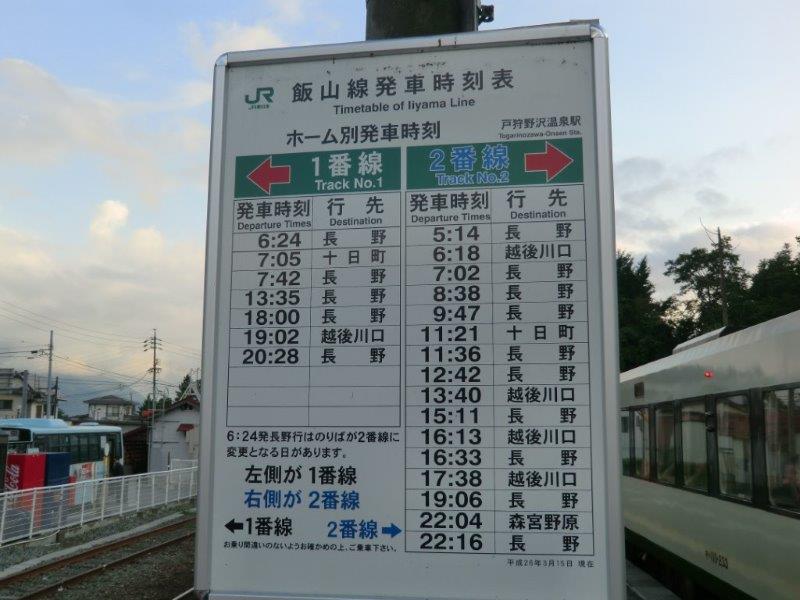 JR
JR東日本
飯山線発車時刻表
Timetable of Iiyama Line
ホーム別発車時刻
戸狩野沢温泉駅
Togarinozawa-Onsen Sta.
1番線
Track No.1
発車時刻 行先
Departure Times Destination
6:24 長野
7:05 十日町
7:42 長野
13:35 長野
18:00 長野
19:02 越後川口
20:28 長野
6:24発長野行はのりばが2番線に
変更となる日があります。
左側が 1番線
右側が 2番線
←1番線 2番線→
お乗り間違いのないようお確かめの上、ご乗車下さい。
2番線
Track No.2
発車時刻 行先
Departure Times Destination
5:14 長野
6:18 越後川口
7:02 長野
8:38 長野
9:47 長野
11:21 十日町
11:36 長野
12:42 長野
13:40 越後川口
15:11 長野
16:13 越後川口
16:33 長野
17:38 越後川口
19:06 長野
22:04 森宮野原
22:16 長野
平成26年3月15日 現在